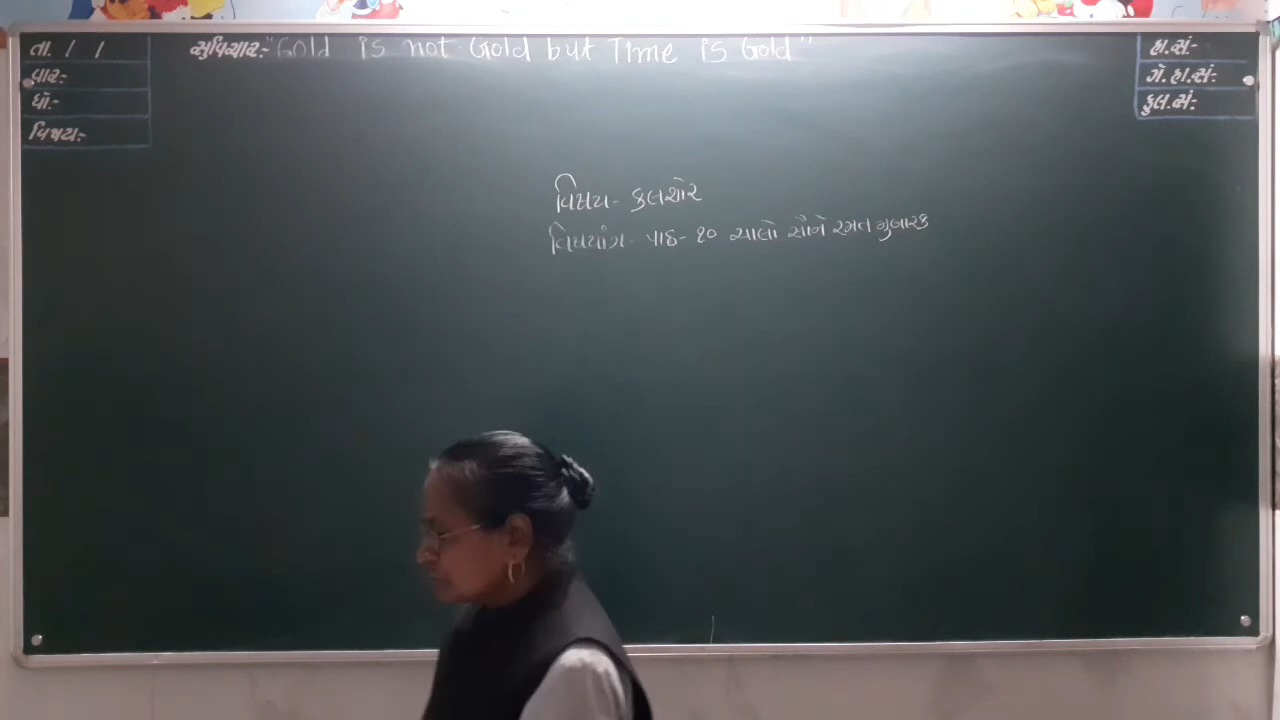 તા. / /
વાર:-
ઘો.:-
વિષય:-
સુવિચાર:- "Gold is not Gold but Time is Gold"
હા.સં:-
ગે.હા.સં:-
કુલ.સં:-
વિષય- કલશોર
વિષયાંગ- પાઠ- ૧૦ ચાલો સૌને રમત મુબારક